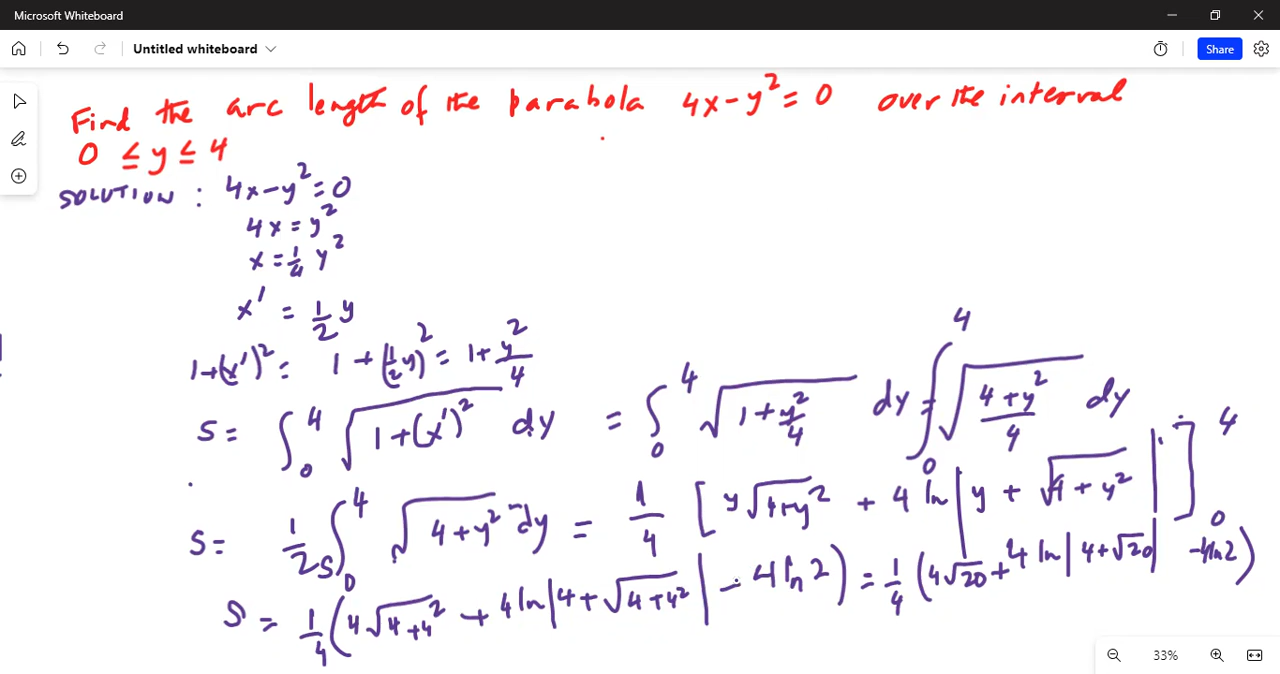 Microsoft Whiteboard
Untitled whiteboard
Share
Find the arc length of the parabola 4x-y²=0 over the interval
0 ≤ y ≤ 4
SOLUTION : 4x-y²=0
4x = y²
x = 1/4 y²
x' = 1/2 y
1+(x')² = 1+(1/2 y)² = 1+y²/4
S = ∫₀⁴ √(1+(x')²) dy = ∫₀⁴ √(1+y²/4) dy = ∫₀⁴ √((4+y²)/4) dy
S = 1/2 ∫₀⁴ √(4+y²) dy = 1/4 [y√(4+y²) + 4 ln|y + √(4+y²)|]₀⁴
S = 1/4 (4√(4+4²) + 4 ln|4+√(4+4²)| - 4 ln 2) = 1/4 (4√20 + 4 ln|4+√20| - 4 ln 2)
33%